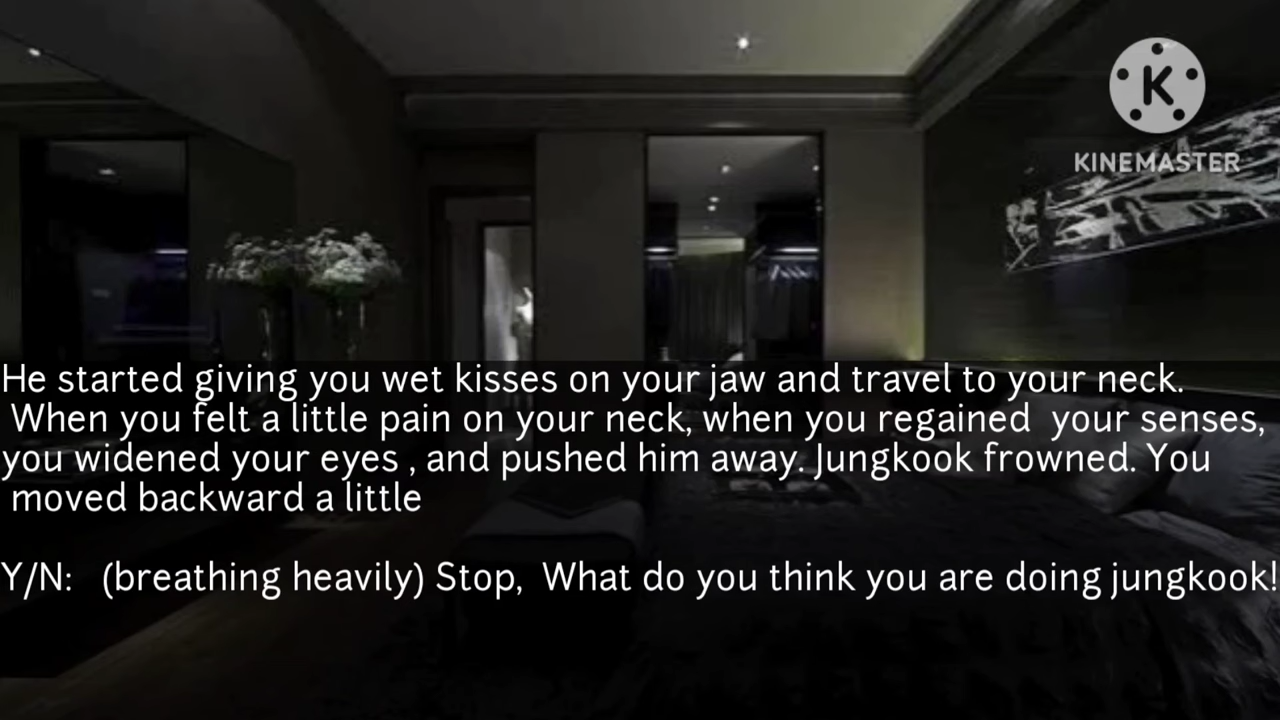 KINEMASTER
He started giving you wet kisses on your jaw and travel to your neck.
When you felt a little pain on your neck, when you regained  your senses,
you widened your eyes , and pushed him away. Jungkook frowned. You
moved backward a little
Y/N:   (breathing heavily) Stop,  What do you think you are doing jungkook!